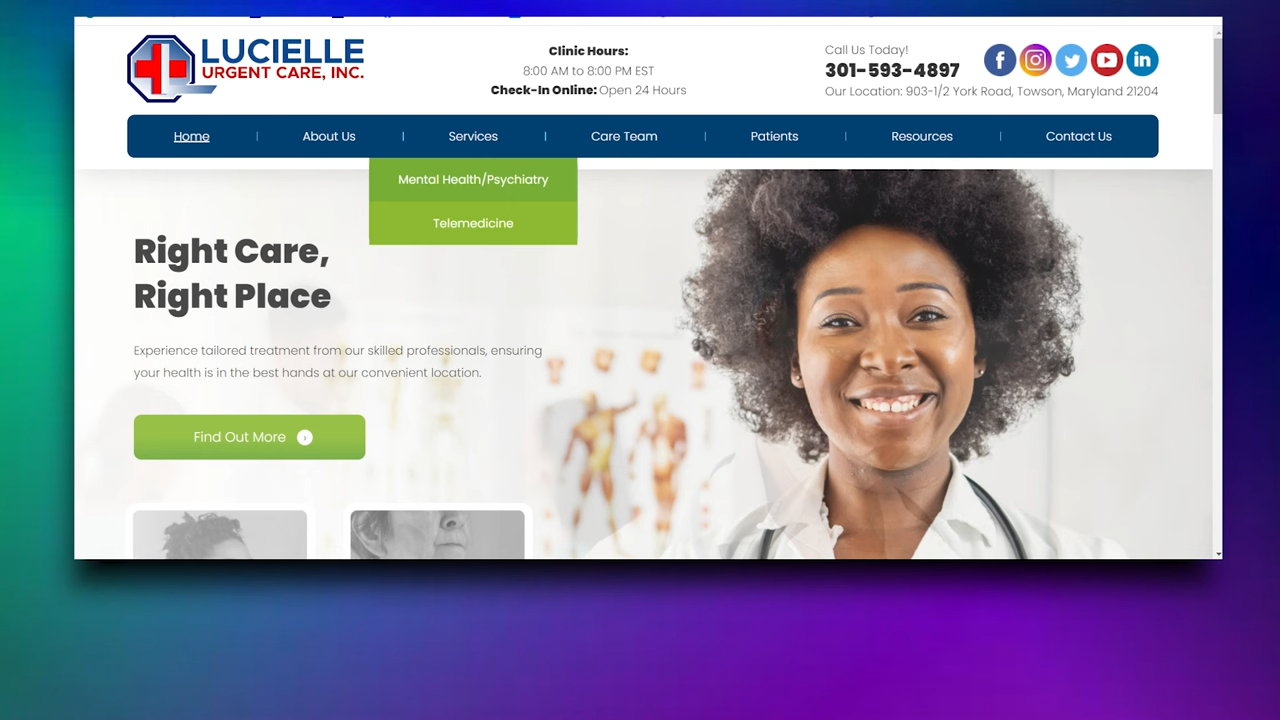 LUCIELLE
URGENT CARE, INC.
Clinic Hours:
8:00 AM to 8:00 PM EST
Check-In Online: Open 24 Hours
Call Us Today!
301-593-4897
Our Location: 903-1/2 York Road, Towson, Maryland 21204
Home
About Us
Services
Care Team
Patients
Resources
Contact Us
Mental Health/Psychiatry
Telemedicine
Right Care,
Right Place
Experience tailored treatment from our skilled professionals, ensuring
your health is in the best hands at our convenient location.
Find Out More